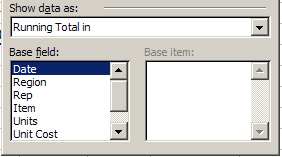 Show data as:
Running Total in
Base field:
Base item:
Date
Region
Rep
Item
Units
Unit Cost